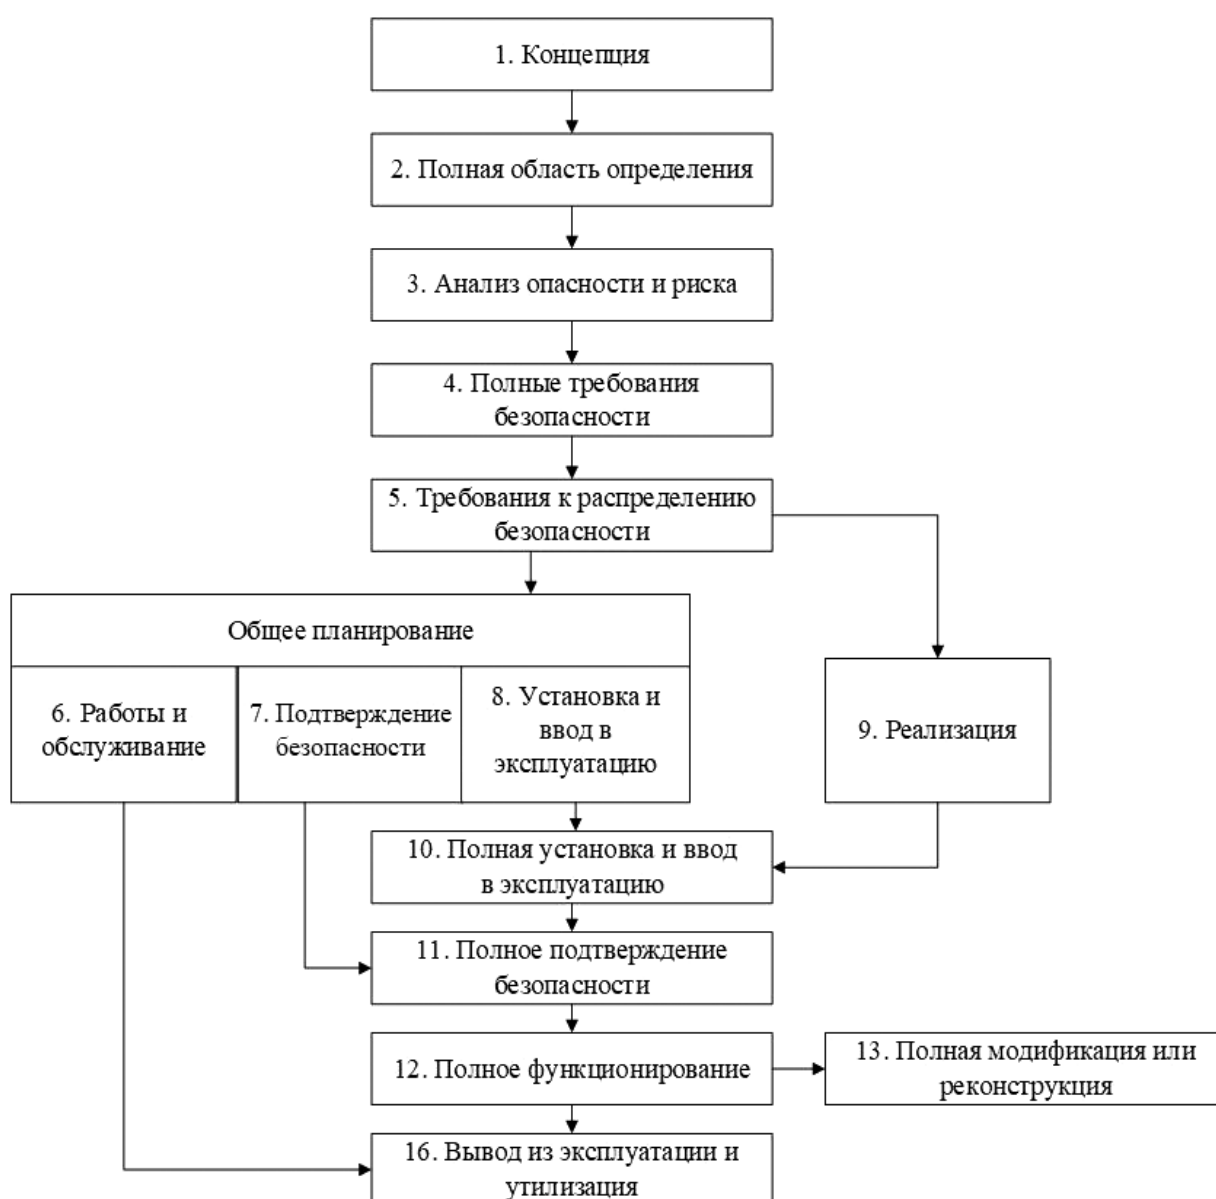 1. Концепция
2. Полная область определения
3. Анализ опасности и риска
4. Полные требования
безопасности
5. Требования к распределению
безопасности
Общее планирование
6. Работы и
обслуживание
7. Подтверждение
безопасности
8. Установка и
ввод в
эксплуатацию
9. Реализация
10. Полная установка и ввод
в эксплуатацию
11. Полное подтверждение
безопасности
12. Полное функционирование
13. Полная модификация или
реконструкция
16. Вывод из эксплуатации и
утилизация